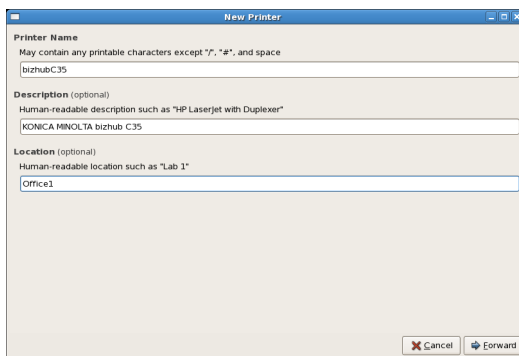 New Printer
Printer Name
May contain any printable characters except "/", "#", and space
bizhubC35
Description (optional)
Human-readable description such as "HP LaserJet with Duplexer"
KONICA MINOLTA bizhub C35
Location (optional)
Human-readable location such as "Lab 1"
Office1
Cancel
Forward